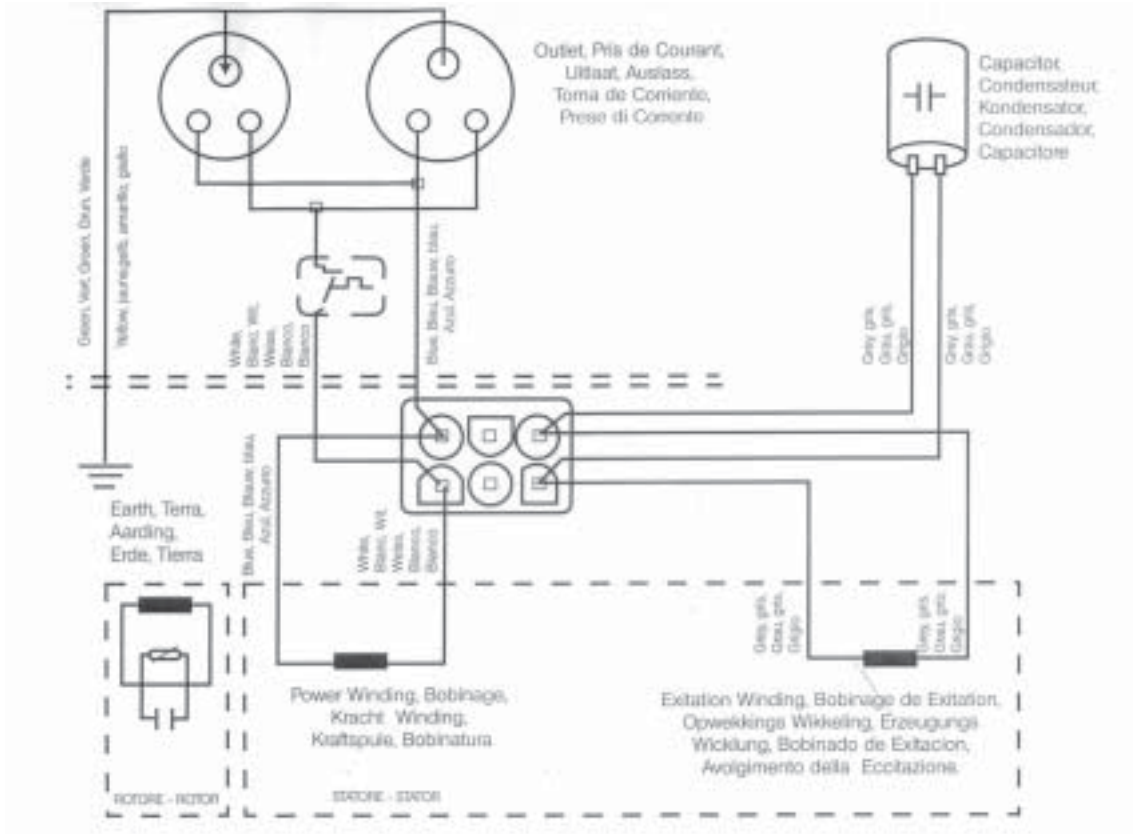 Outlet, Pris de Courant,
Uitlaat, Auslass,
Toma de Corriente,
Prese di Corrente
Capacitor,
Condensateur,
Kondensator,
Condensador,
Capacitore
Green, Vert, Groen, Grun, Verde
Yellow, jaune, gelb, amarillo, giallo
White,
Blanc, Wit,
Weiss,
Blanco,
Bianco
Blue, Bleu, Blauw, blau,
Azul, Azzurro
Grey, gris,
Grau, gris,
Grigio
Grey, gris,
Grau, gris,
Grigio
Earth, Terra,
Aarding,
Erde, Tierra
Blue, Bleu, Blauw, blau,
Azul, Azzurro
White,
Blanc, Wit,
Weiss,
Blanco,
Bianco
Grey, gris,
Grau, gris,
Grigio
Grey, gris,
Grau, gris,
Grigio
Power Winding, Bobinage,
Kracht Winding,
Kraftspule, Bobinatura
Exitation Winding, Bobinage de Exitation,
Opwekkings Wikkeling, Erzeugungs
Wicklung, Bobinado de Exitacion,
Avolgimento della Eccitazione.
ROTORE - ROTOR
STATORE - STATOR